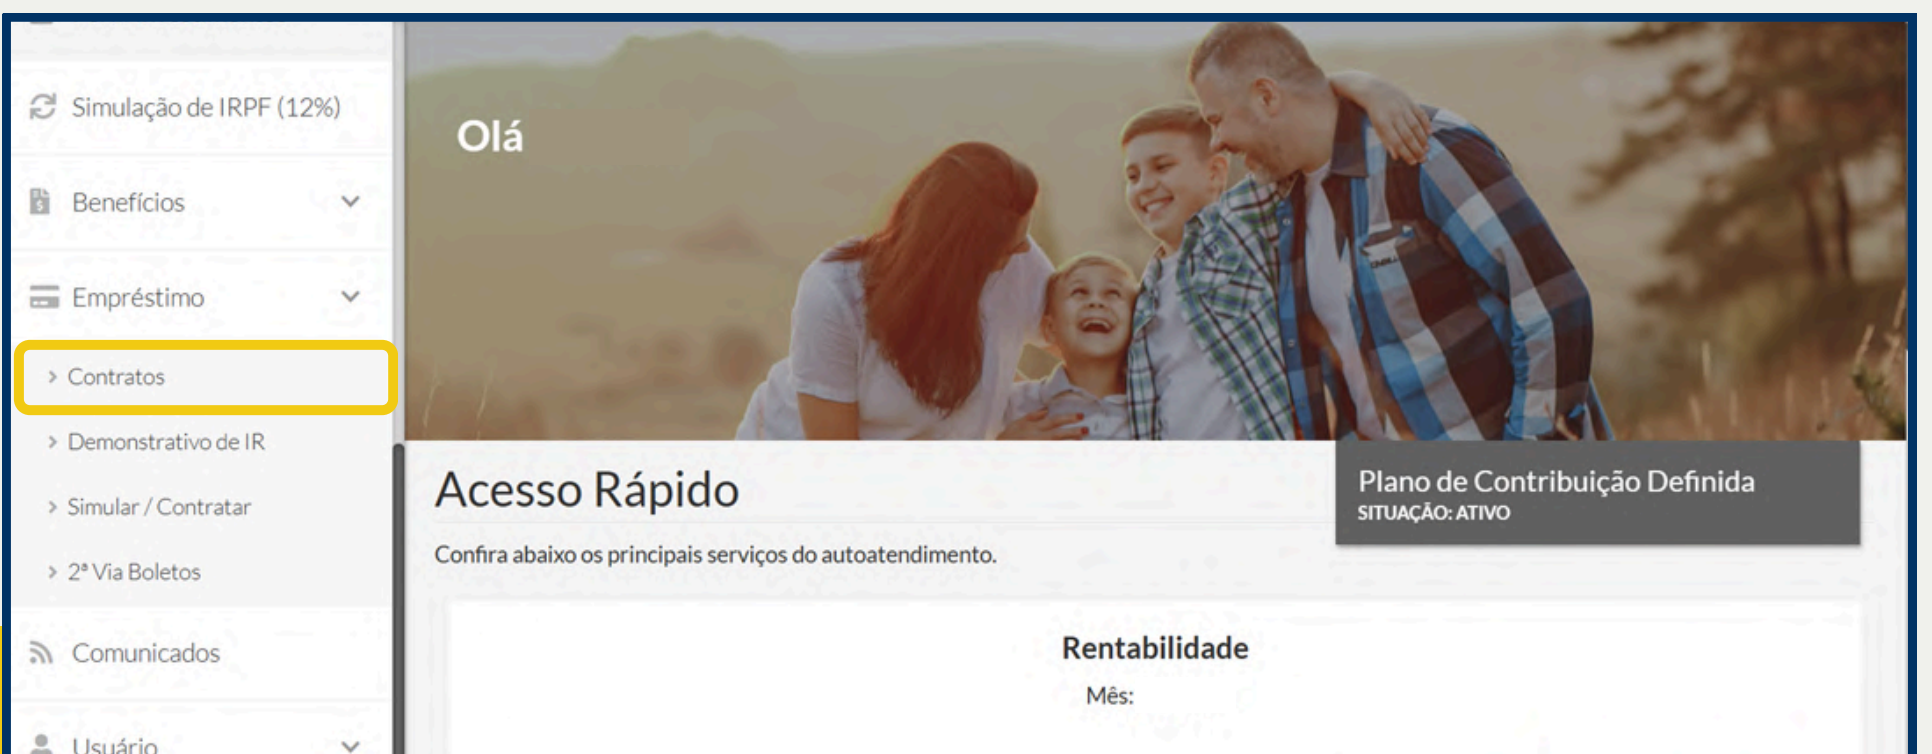 Simulação de IRPF (12%)
Benefícios
Empréstimo
Contratos
Demonstrativo de IR
Simular / Contratar
2ª Via Boletos
Comunicados
Usuário
Olá
Plano de Contribuição Definida
SITUAÇÃO: ATIVO
Acesso Rápido
Confira abaixo os principais serviços do autoatendimento.
Rentabilidade
Mês: